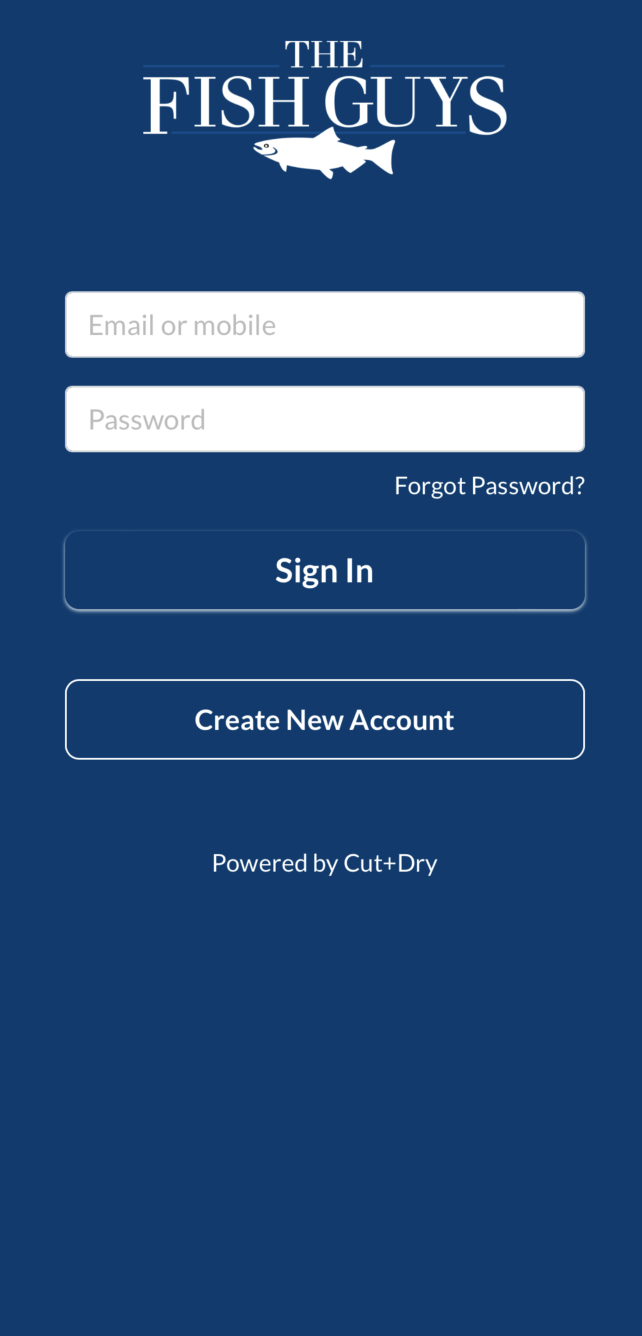 THE
FISH GUYS
Email or mobile
Password
Forgot Password?
Sign In
Create New Account
Powered by Cut+Dry